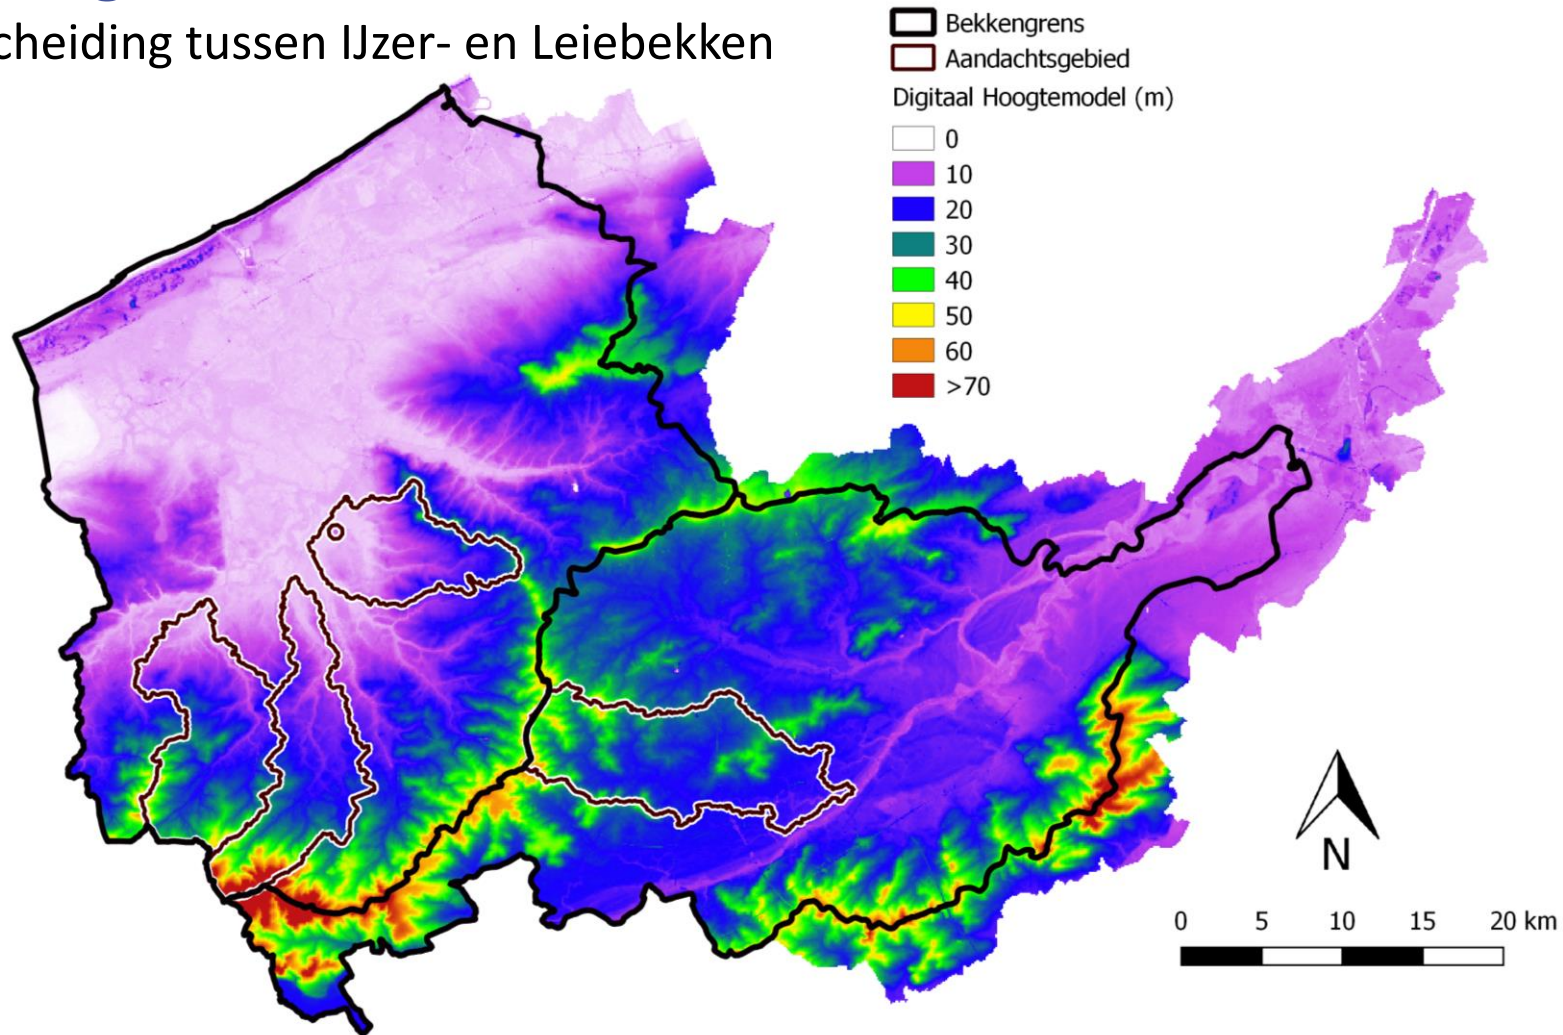 cheiding tussen IJzer- en Leiebekken
Bekkengrens
Aandachtsgebied
Digitaal Hoogtemodel (m)
0
10
20
30
40
50
60
>70
N
0 5 10 15 20 km